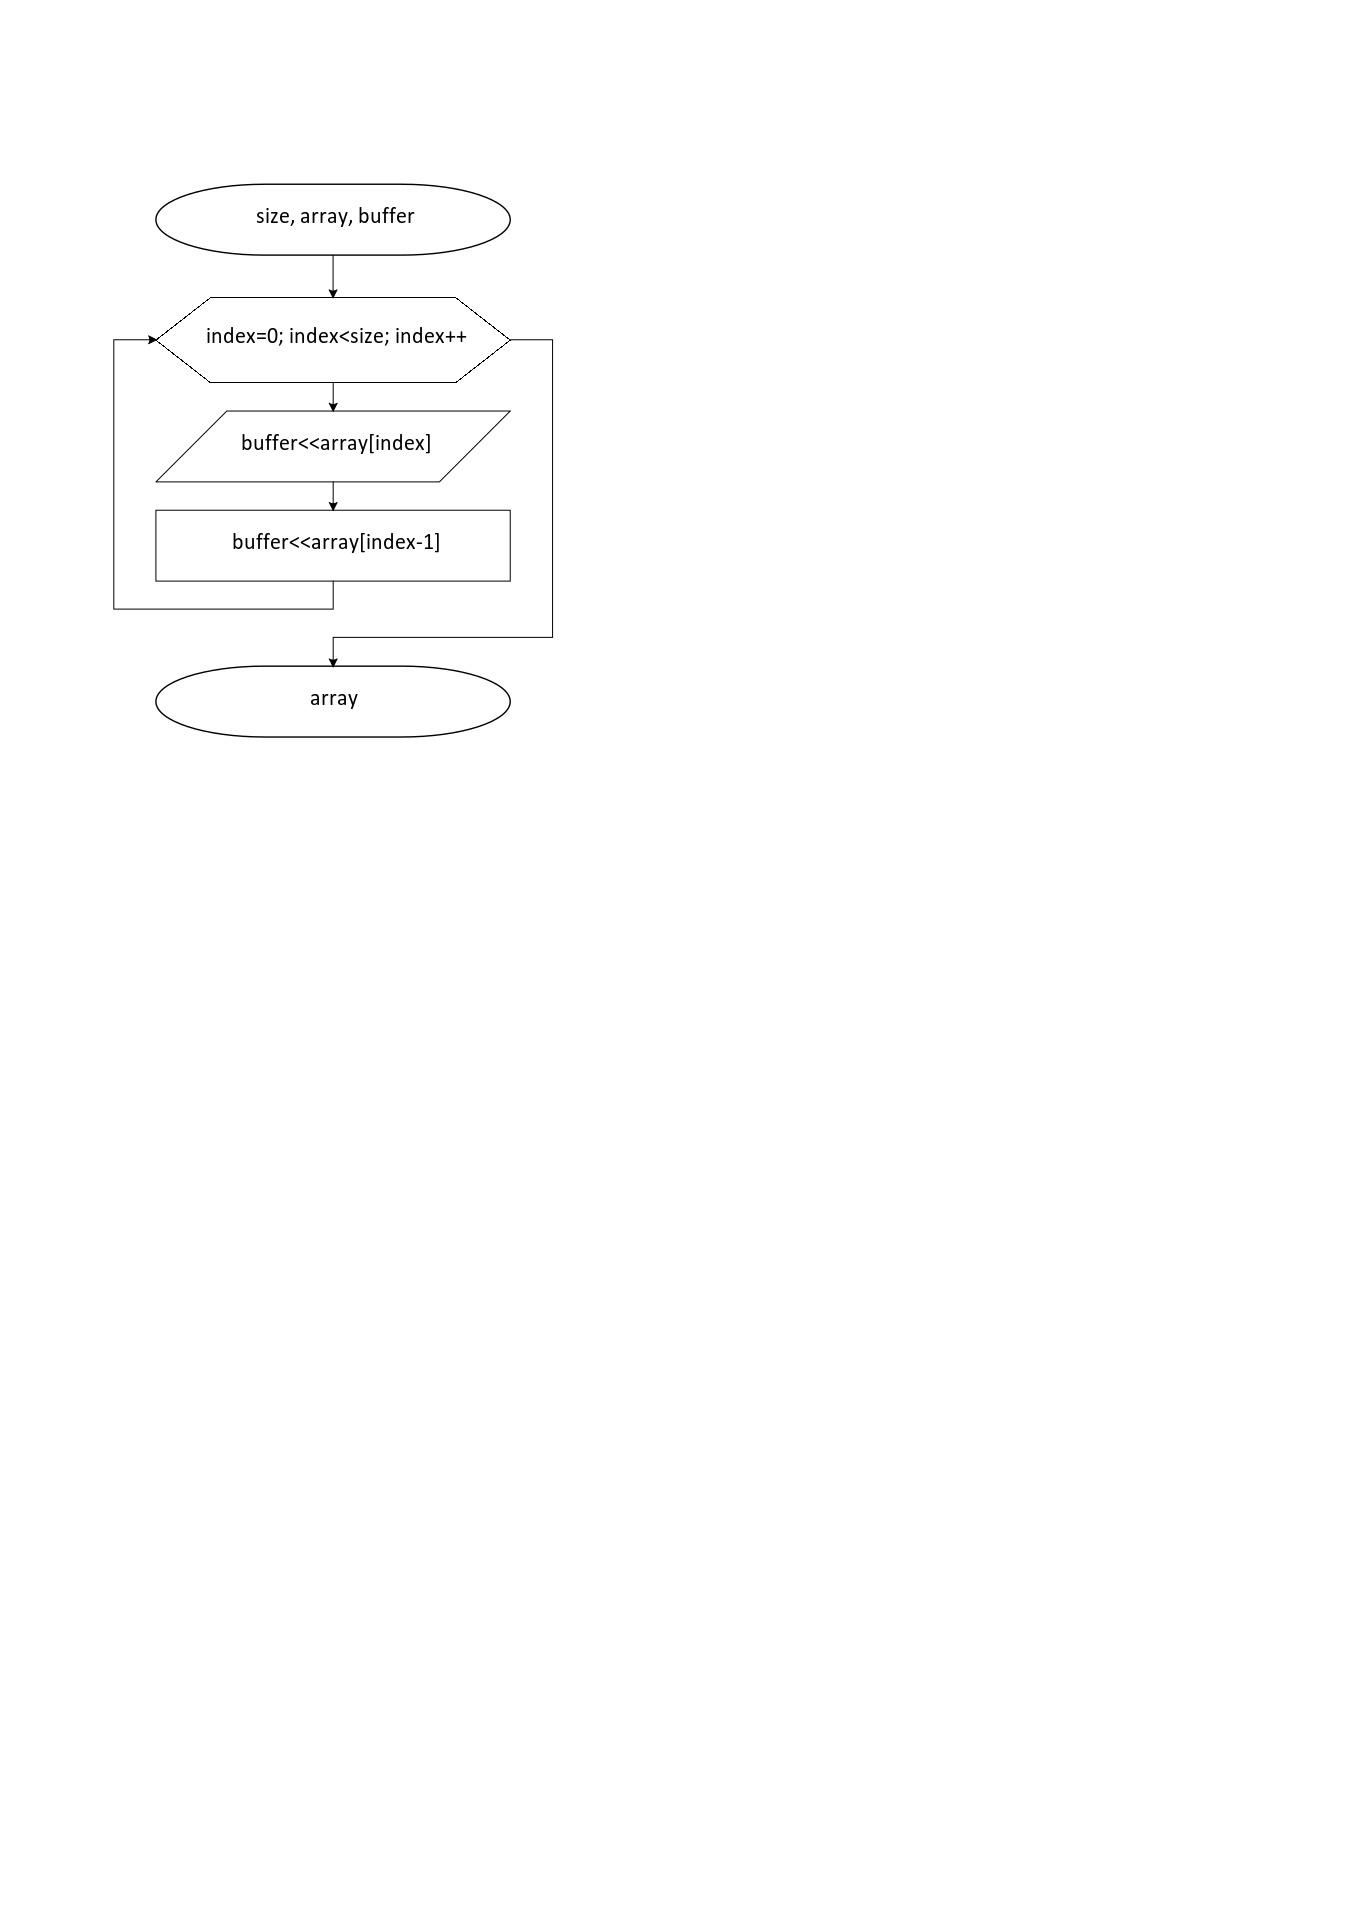 size, array, buffer
index=0; index<size; index++
buffer<<array[index]
buffer<<array[index-1]
array